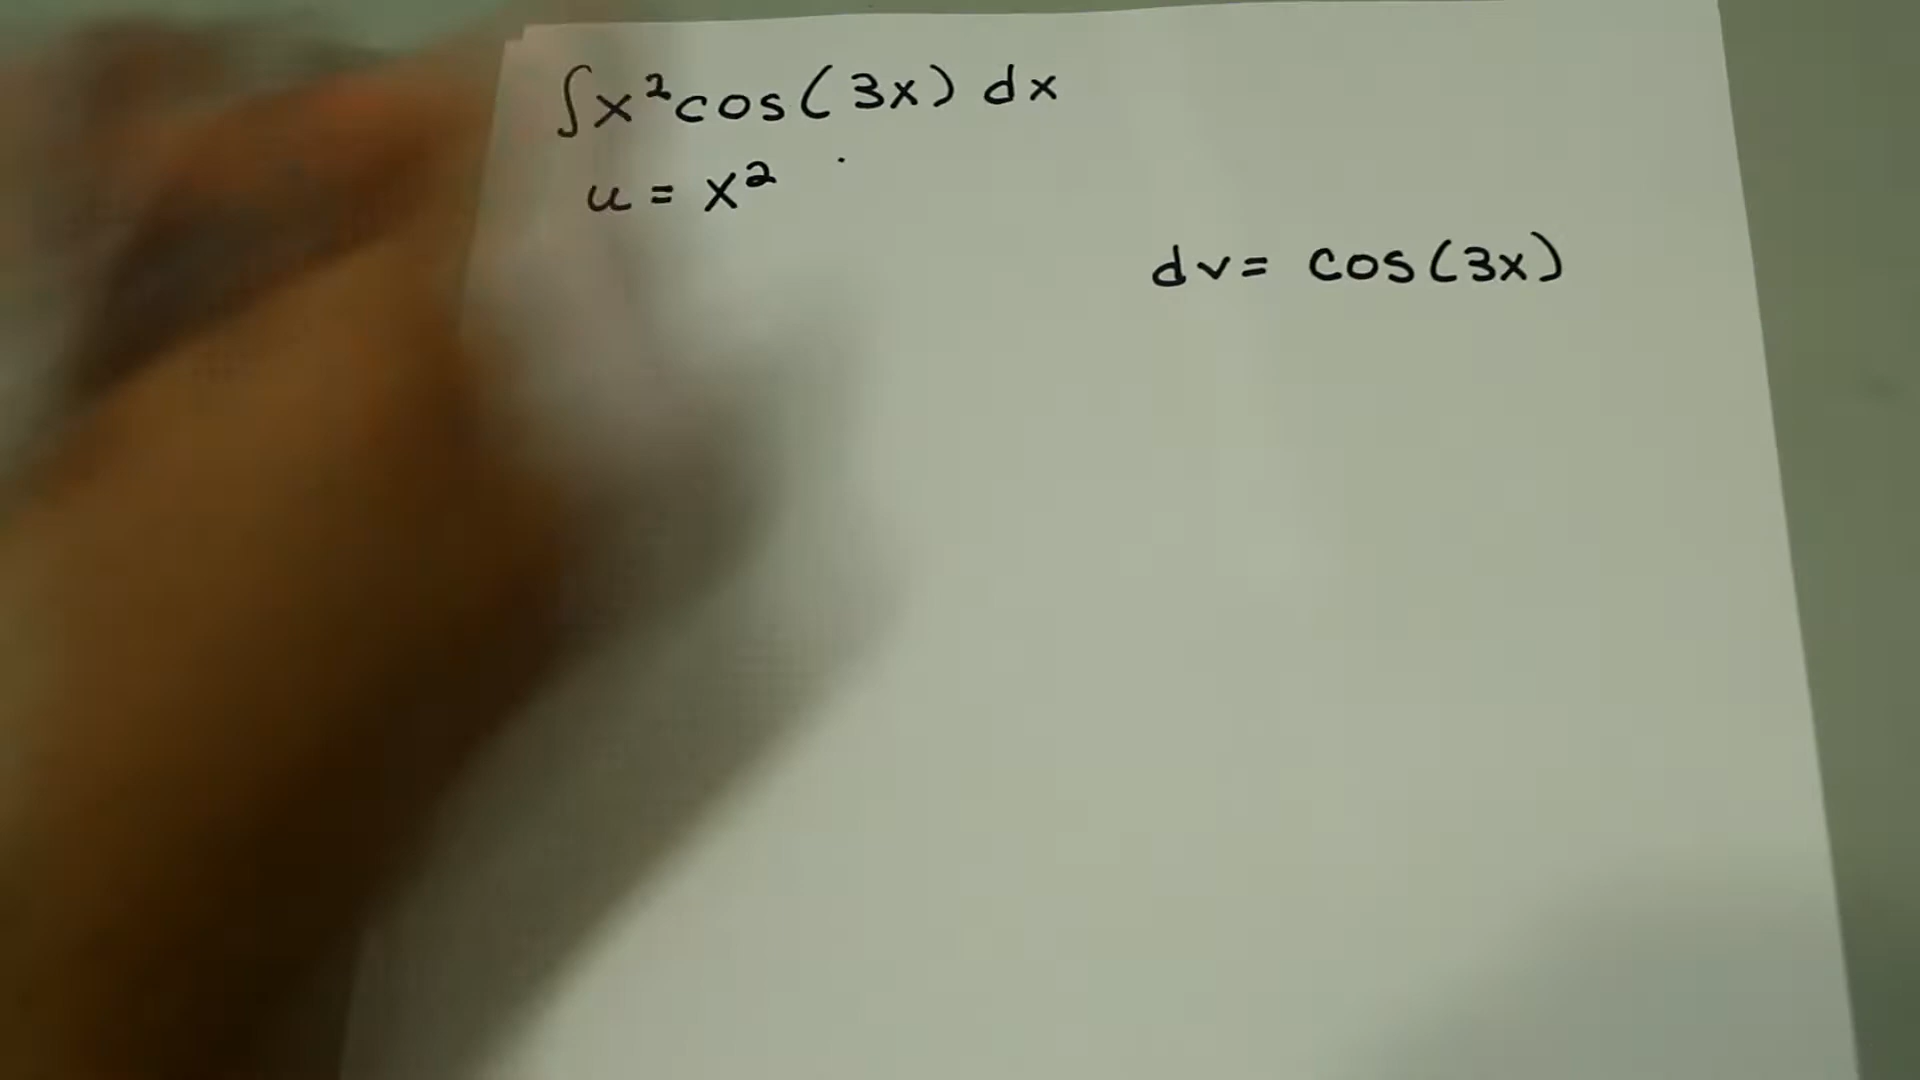 ∫x²cos(3x) dx
u = x²
dv= cos(3x)